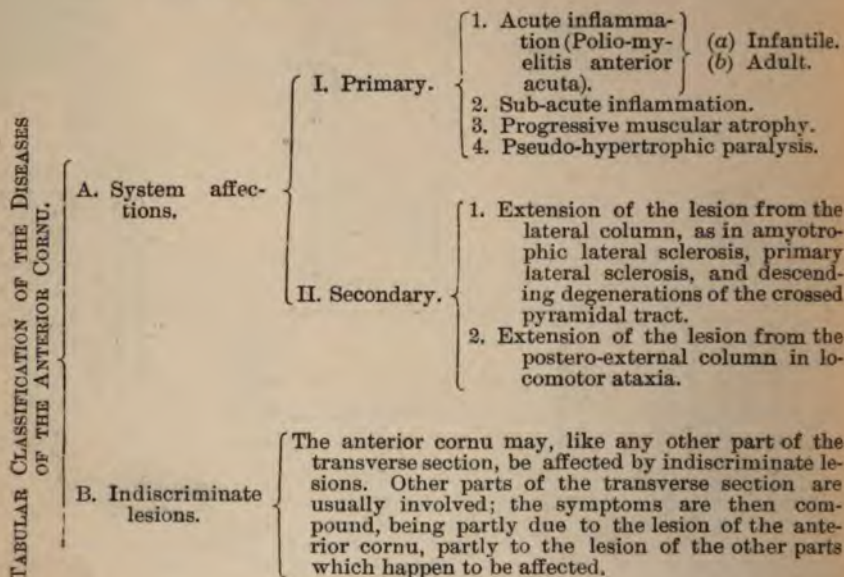 TABULAR CLASSIFICATION OF THE DISEASES
OF THE ANTERIOR CORNU.
A. System affec-
tions.
I. Primary.
1. Acute inflamma-
tion (Polio-my-
elitis anterior
acuta).
(a) Infantile.
(b) Adult.
2. Sub-acute inflammation.
3. Progressive muscular atrophy.
4. Pseudo-hypertrophic paralysis.
II. Secondary.
1. Extension of the lesion from the
lateral column, as in amyotro-
phic lateral sclerosis, primary
lateral sclerosis, and descend-
ing degenerations of the crossed
pyramidal tract.
2. Extension of the lesion from the
postero-external column in lo-
comotor ataxia.
B. Indiscriminate
lesions.
The anterior cornu may, like any other part of the
transverse section, be affected by indiscriminate le-
sions. Other parts of the transverse section are
usually involved; the symptoms are then com-
pound, being partly due to the lesion of the ante-
rior cornu, partly to the lesion of the other parts
which happen to be affected.